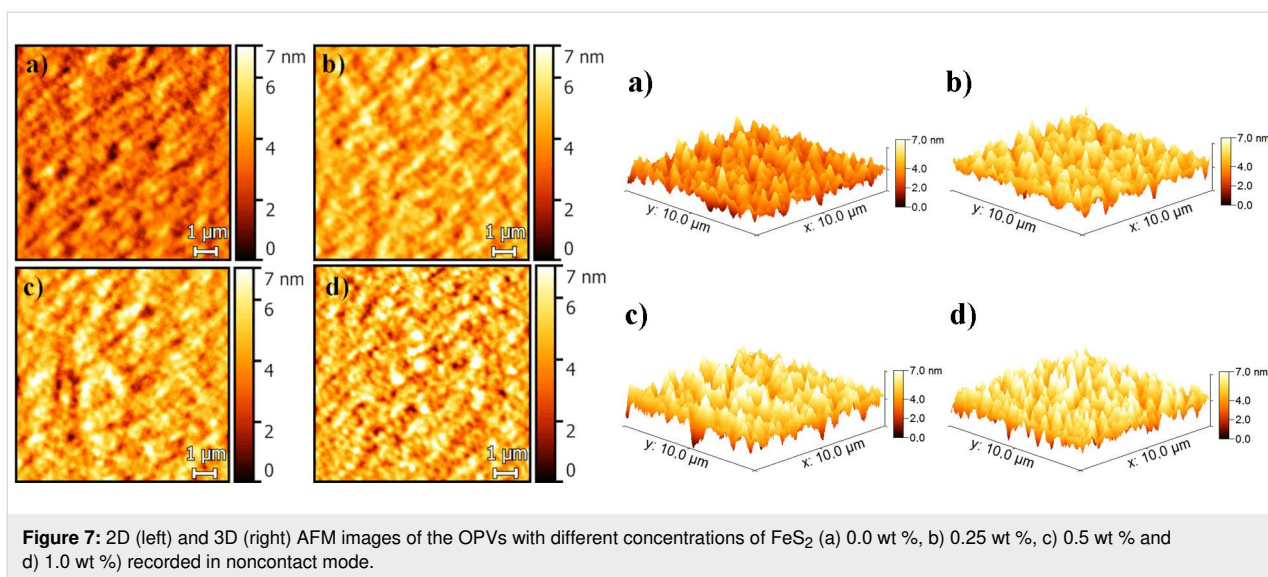 a)
7 nm
6
4
2
0
1 µm
b)
7 nm
6
4
2
0
1 µm
c)
7 nm
6
4
2
0
1 µm
d)
7 nm
6
4
2
0
1 µm
a)
7.0 nm
4.0
2.0
0.0
y: 10.0 µm
x: 10.0 µm
b)
7.0 nm
4.0
2.0
0.0
y: 10.0 µm
x: 10.0 µm
c)
7.0 nm
4.0
2.0
0.0
y: 10.0 µm
x: 10.0 µm
d)
7.0 nm
4.0
2.0
0.0
y: 10.0 µm
x: 10.0 µm
Figure 7: 2D (left) and 3D (right) AFM images of the OPVs with different concentrations of FeS₂ (a) 0.0 wt %, b) 0.25 wt %, c) 0.5 wt % and
d) 1.0 wt %) recorded in noncontact mode.